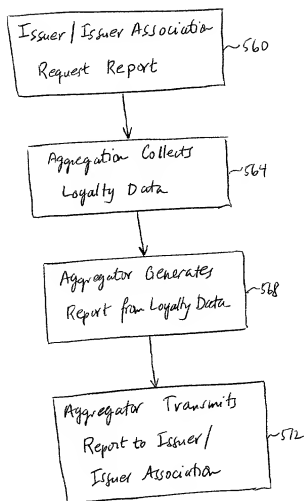 Issuer/Issuer Association
Request Report
560
Aggregation Collects
Loyalty Data
564
Aggregator Generates
Report from Loyalty Data
568
Aggregator Transmits
Report to Issuer/
Issuer Association
572